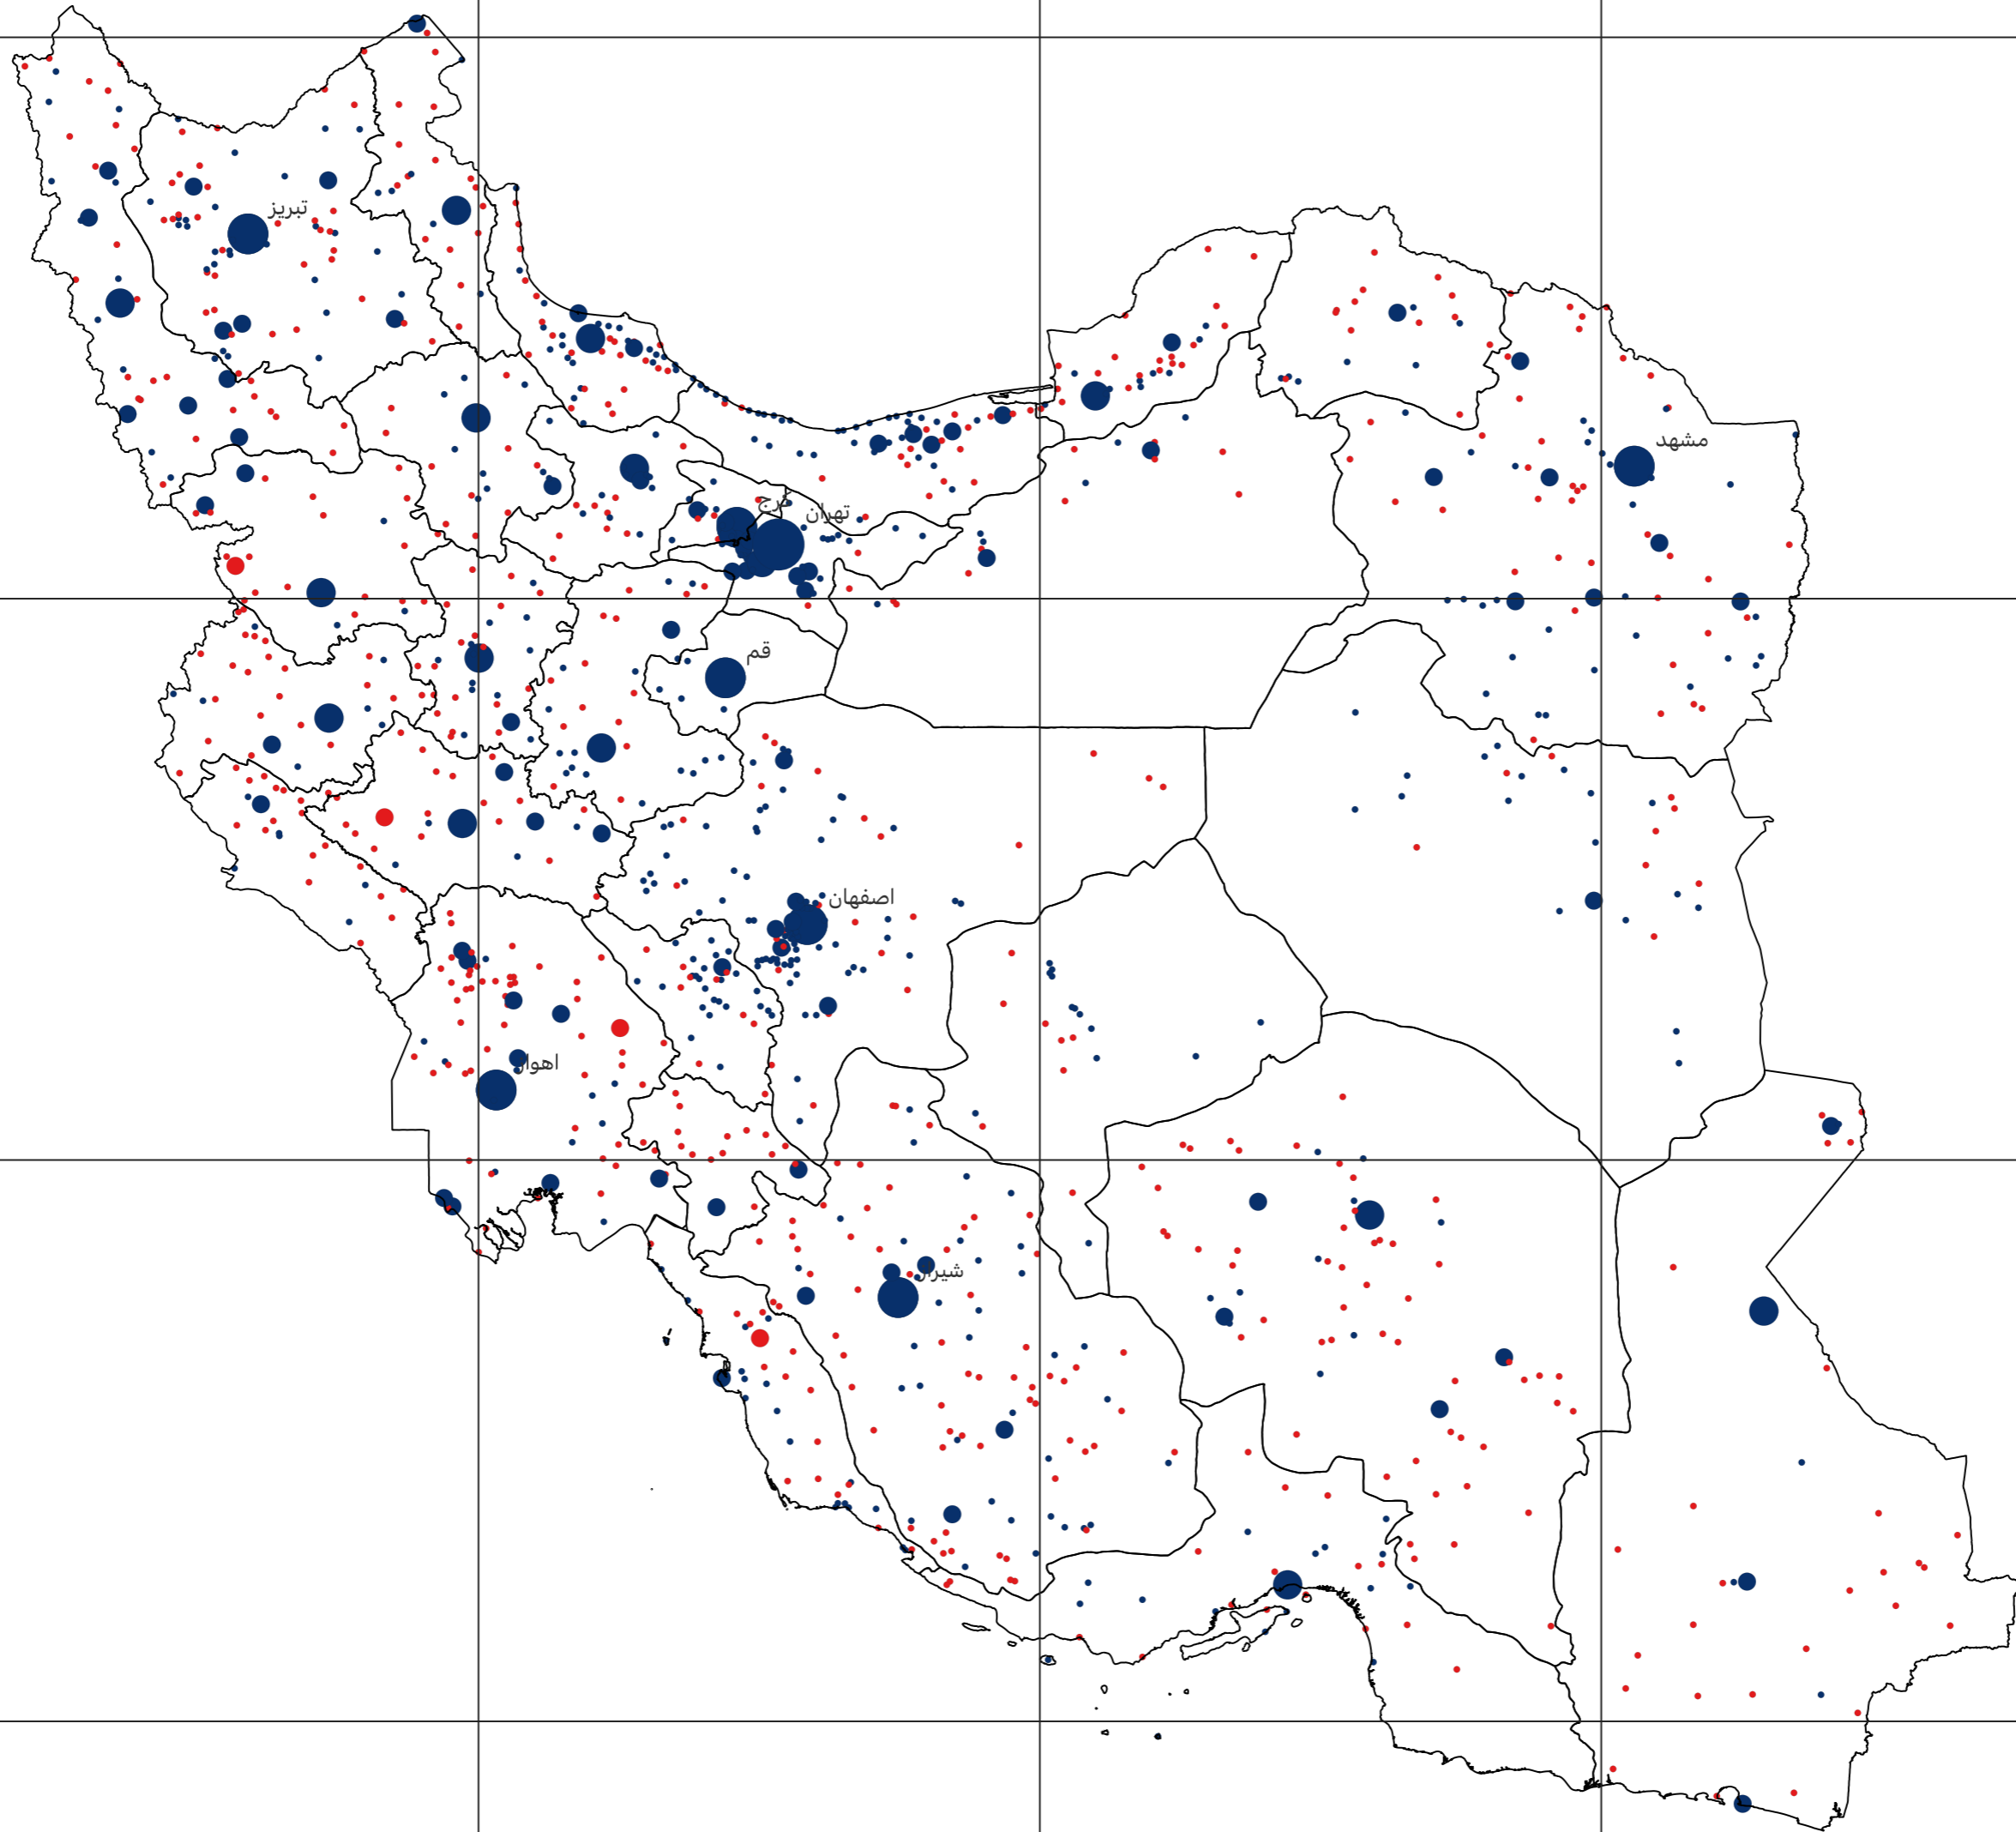 تبریز
مشهد
کرج
تهران
قم
اصفهان
اهواز
شیراز